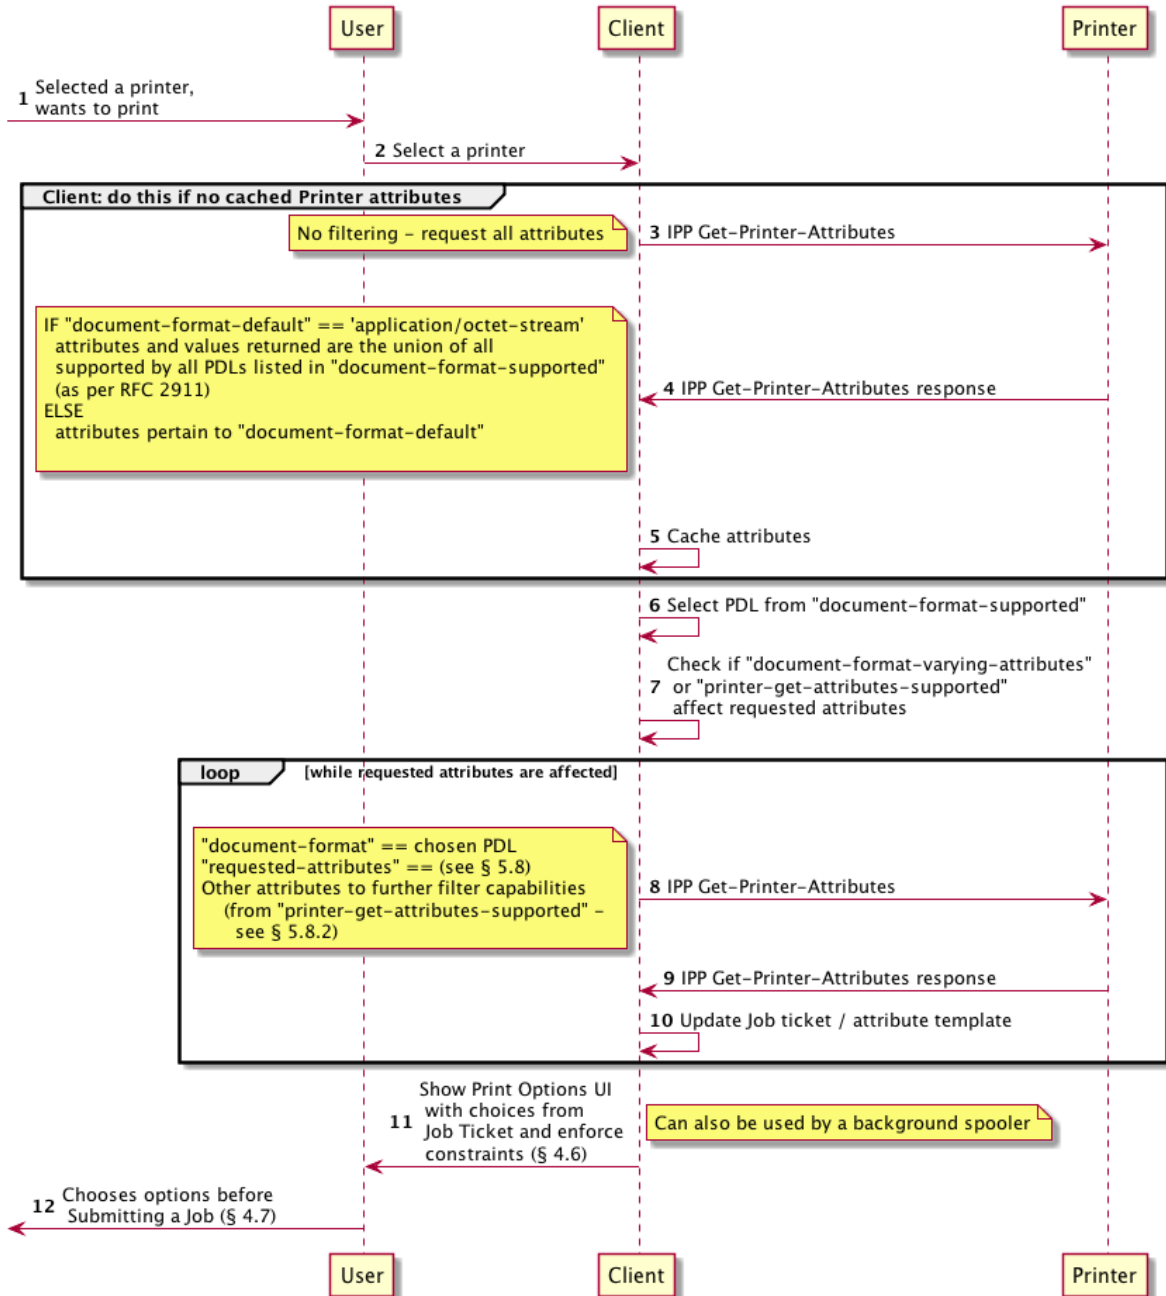 User
Client
Printer
1 Selected a printer,
wants to print
2 Select a printer
Client: do this if no cached Printer attributes
No filtering - request all attributes
3 IPP Get-Printer-Attributes
IF "document-format-default" == 'application/octet-stream'
attributes and values returned are the union of all
supported by all PDLs listed in "document-format-supported"
(as per RFC 2911)
ELSE
attributes pertain to "document-format-default"
4 IPP Get-Printer-Attributes response
5 Cache attributes
6 Select PDL from "document-format-supported"
Check if "document-format-varying-attributes"
7 or "printer-get-attributes-supported"
affect requested attributes
loop [while requested attributes are affected]
"document-format" == chosen PDL
"requested-attributes" == (see § 5.8)
Other attributes to further filter capabilities
(from "printer-get-attributes-supported" -
see § 5.8.2)
8 IPP Get-Printer-Attributes
9 IPP Get-Printer-Attributes response
10 Update Job ticket / attribute template
Show Print Options UI
11 with choices from
Job Ticket and enforce
constraints (§ 4.6)
Can also be used by a background spooler
12 Chooses options before
Submitting a Job (§ 4.7)
User
Client
Printer